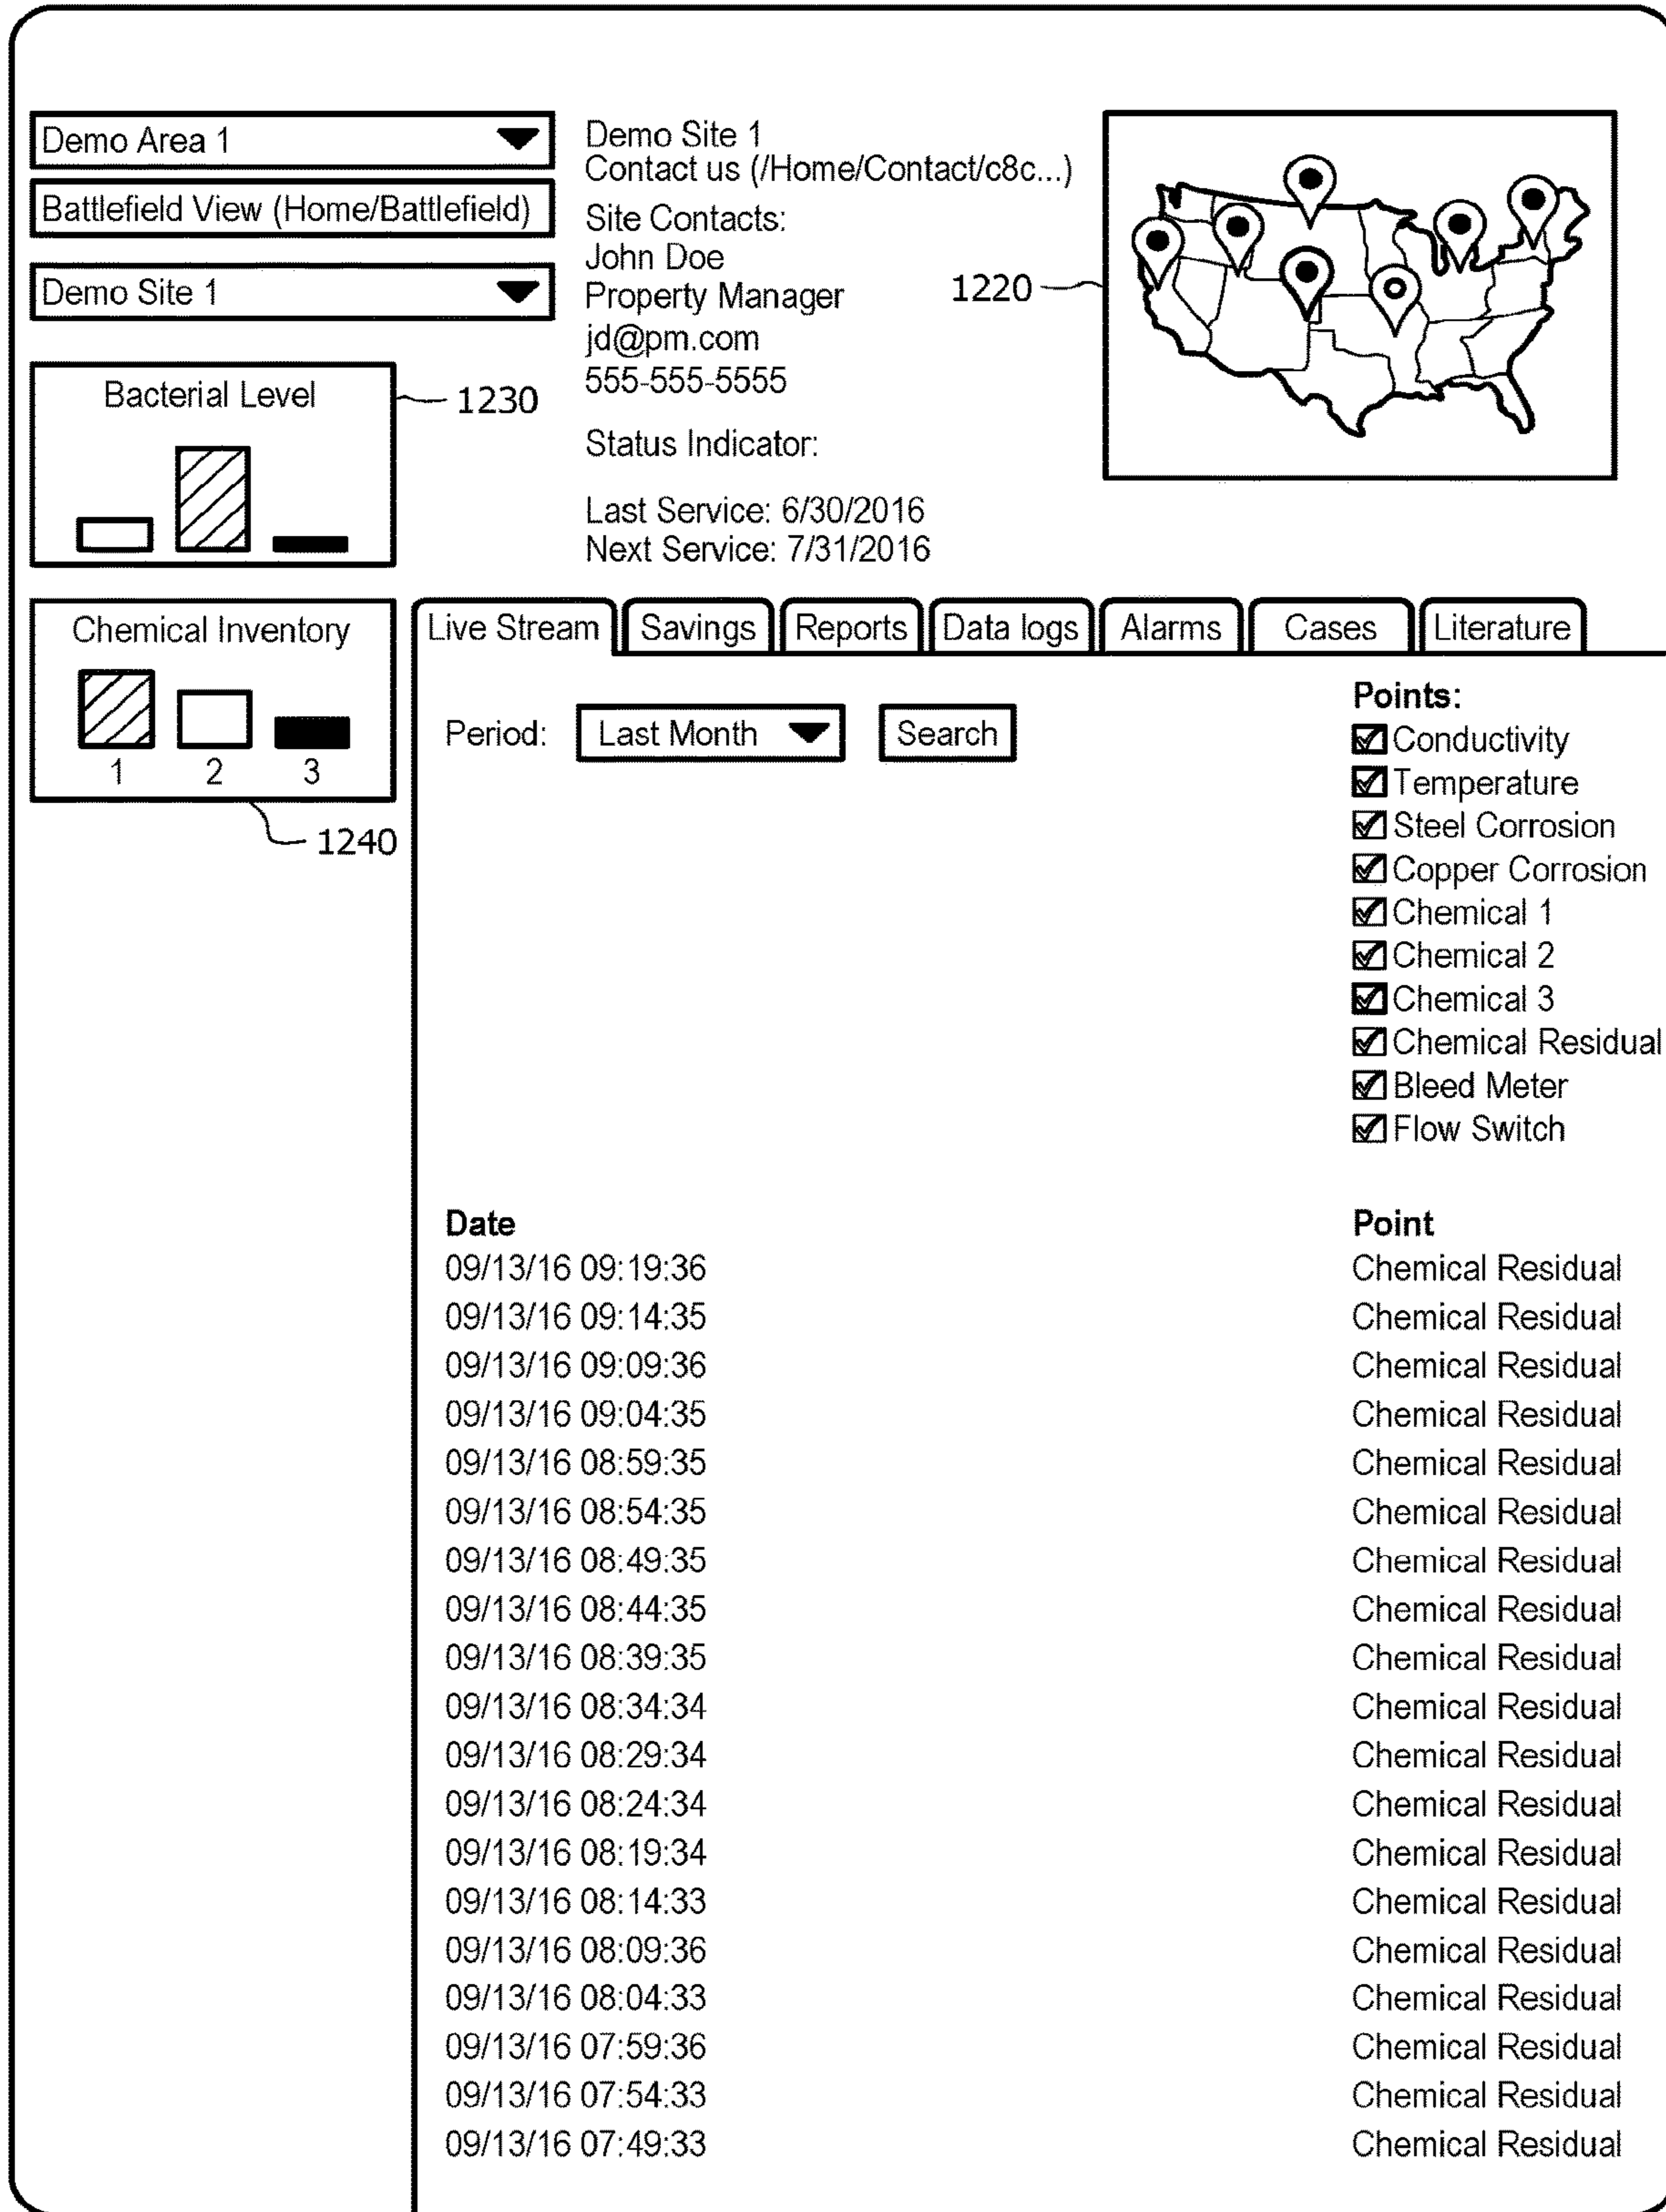 Demo Area 1
Battlefield View (Home/Battlefield)
Demo Site 1
Demo Site 1
Contact us (/Home/Contact/c8c...)
Site Contacts:
John Doe
Property Manager
jd@pm.com
555-555-5555
Status Indicator:
Last Service: 6/30/2016
Next Service: 7/31/2016
1220
Bacterial Level
1230
Chemical Inventory
1 2 3
1240
Live Stream Savings Reports Data logs Alarms Cases Literature
Period: Last Month Search
Points:
Conductivity
Temperature
Steel Corrosion
Copper Corrosion
Chemical 1
Chemical 2
Chemical 3
Chemical Residual
Bleed Meter
Flow Switch
Date Point
09/13/16 09:19:36 Chemical Residual
09/13/16 09:14:35 Chemical Residual
09/13/16 09:09:36 Chemical Residual
09/13/16 09:04:35 Chemical Residual
09/13/16 08:59:35 Chemical Residual
09/13/16 08:54:35 Chemical Residual
09/13/16 08:49:35 Chemical Residual
09/13/16 08:44:35 Chemical Residual
09/13/16 08:39:35 Chemical Residual
09/13/16 08:34:34 Chemical Residual
09/13/16 08:29:34 Chemical Residual
09/13/16 08:24:34 Chemical Residual
09/13/16 08:19:34 Chemical Residual
09/13/16 08:14:33 Chemical Residual
09/13/16 08:09:36 Chemical Residual
09/13/16 08:04:33 Chemical Residual
09/13/16 07:59:36 Chemical Residual
09/13/16 07:54:33 Chemical Residual
09/13/16 07:49:33 Chemical Residual